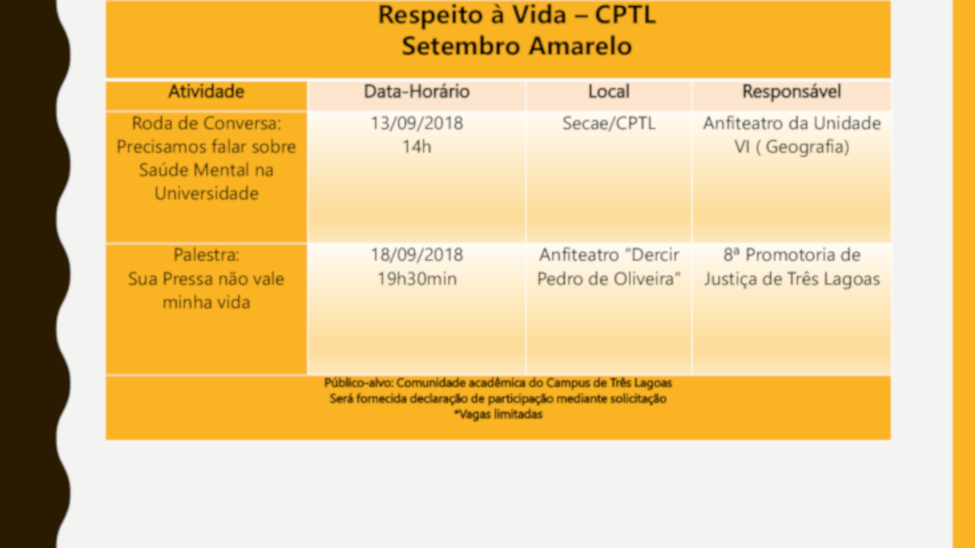 Respeito à Vida – CPTL
Setembro Amarelo
Atividade
Data-Horário
Local
Responsável
Roda de Conversa:
Precisamos falar sobre
Saúde Mental na
Universidade
13/09/2018
14h
Secae/CPTL
Anfiteatro da Unidade
VI ( Geografia)
Palestra:
Sua Pressa não vale
minha vida
18/09/2018
19h30min
Anfiteatro “Dercir
Pedro de Oliveira”
8ª Promotoria de
Justiça de Três Lagoas
Público-alvo: Comunidade acadêmica do Campus de Três Lagoas
Será fornecida declaração de participação mediante solicitação
*Vagas limitadas